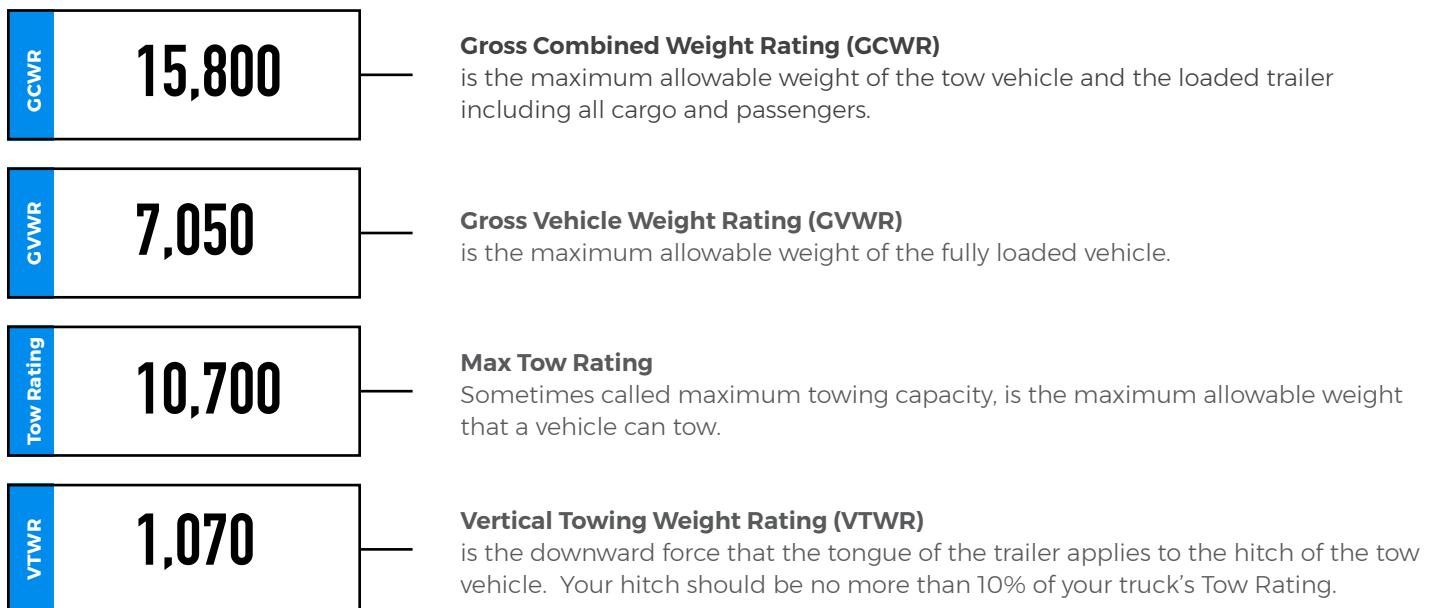 GCWR
15,800
Gross Combined Weight Rating (GCWR)
is the maximum allowable weight of the tow vehicle and the loaded trailer
including all cargo and passengers.
GVWR
7,050
Gross Vehicle Weight Rating (GVWR)
is the maximum allowable weight of the fully loaded vehicle.
Tow Rating
10,700
Max Tow Rating
Sometimes called maximum towing capacity, is the maximum allowable weight
that a vehicle can tow.
VTWR
1,070
Vertical Towing Weight Rating (VTWR)
is the downward force that the tongue of the trailer applies to the hitch of the tow
vehicle.  Your hitch should be no more than 10% of your truck's Tow Rating.